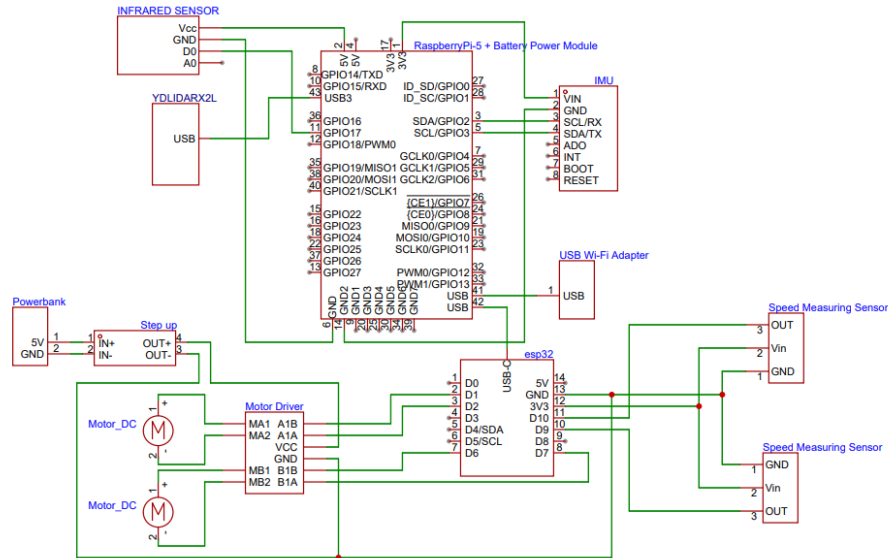 INFRARED SENSOR
Vcc
GND
D0
A0
YDLIDARX2L
USB
RaspberryPi-5 + Battery Power Module
2 4 17 1
5V 5V 3V3 3V3
8 GPIO14/TXD
10 GPIO15/RXD
43 USB3
36 GPIO16
11 GPIO17
12 GPIO18/PWM0
35 GPIO19/MISO1
38 GPIO20/MOSI1
40 GPIO21/SCLK1
15 GPIO22
16 GPIO23
18 GPIO24
22 GPIO25
37 GPIO26
13 GPIO27
ID_SD/GPIO0 27
ID_SC/GPIO1 28
SDA/GPIO2 3
SCL/GPIO3 5
GCLK0/GPIO4 7
GCLK1/GPIO5 29
GCLK2/GPIO6 31
{CE1}/GPIO7 26
{CE0}/GPIO8 24
MISO0/GPIO9 21
MOSI0/GPIO10 19
SCLK0/GPIO11 23
PWM0/GPIO12 32
PWM1/GPIO13 33
USB 41
USB 42
GND GND2 GND1 GND3 GND4 GND5 GND6 GND7
6 14 9 20 25 30 34 39
IMU
1 VIN
2 GND
3 SCL/RX
4 SDA/TX
5 ADO
6 INT
7 BOOT
8 RESET
USB Wi-Fi Adapter
1 USB
Powerbank
5V 1
GND 2
Step up
1 IN+ OUT+ 4
2 IN- OUT- 3
Motor_DC
1 +
M
2 -
Motor_DC
1 +
M
2 -
Motor Driver
MA1 A1B
MA2 A1A
VCC
GND
MB1 B1B
MB2 B1A
esp32
USB-C
1 D0 5V 14
2 D1 GND 13
3 D2 3V3 12
4 D3 D10 11
5 D4/SDA D9 10
6 D5/SCL D8 9
7 D6 D7 8
Speed Measuring Sensor
3 OUT
2 Vin
1 GND
Speed Measuring Sensor
1 GND
2 Vin
3 OUT